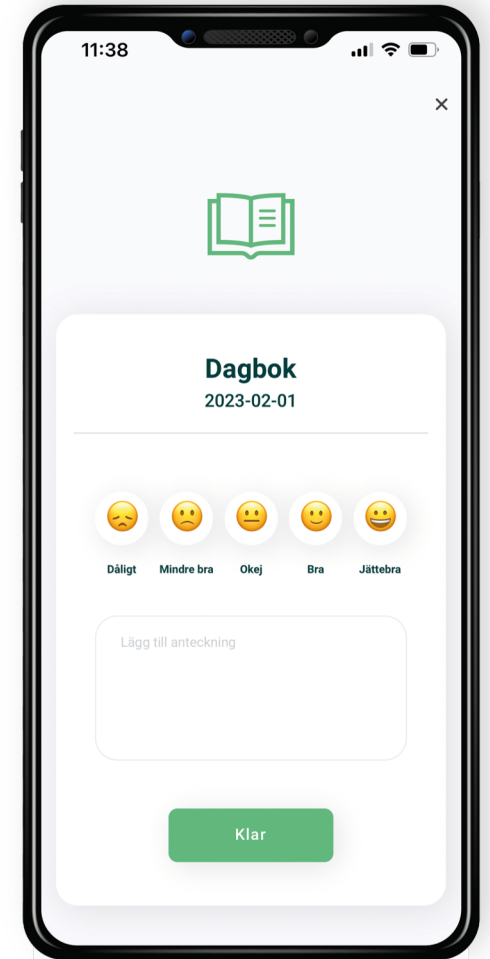 11:38
Dagbok
2023-02-01
Dåligt Mindre bra Okej Bra Jättebra
Lägg till anteckning
Klar